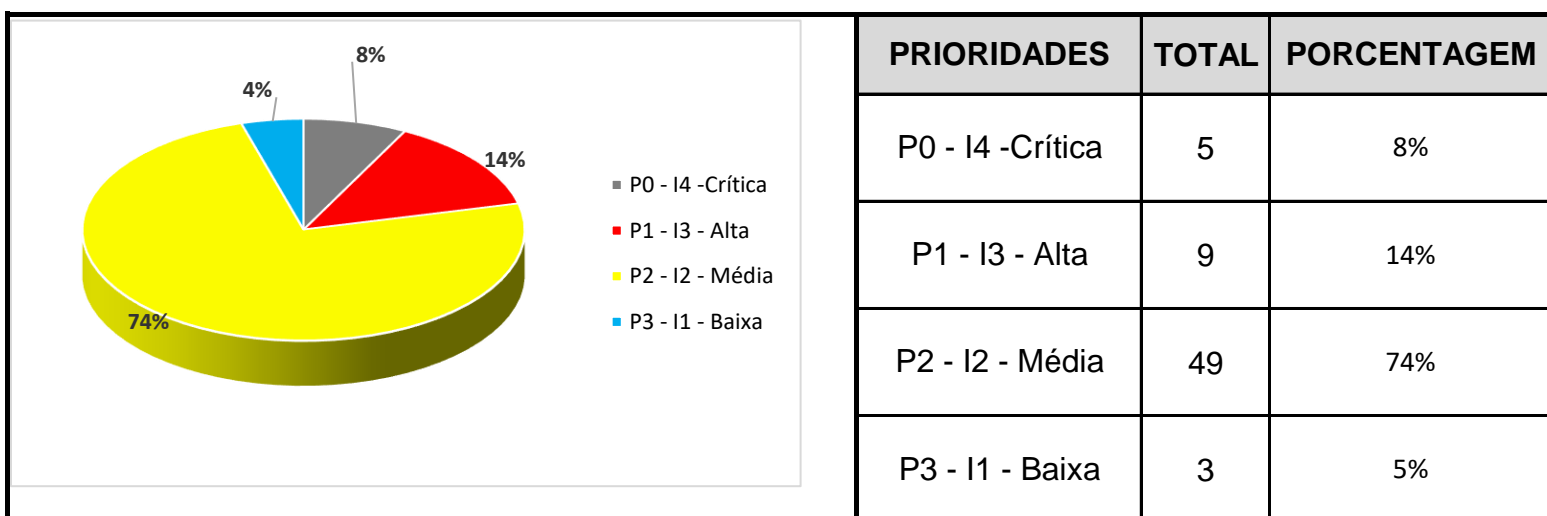 8%
4%
14%
74%
P0 - I4 -Crítica
P1 - I3 - Alta
P2 - I2 - Média
P3 - I1 - Baixa
PRIORIDADES TOTAL PORCENTAGEM
P0 - I4 -Crítica 5 8%
P1 - I3 - Alta 9 14%
P2 - I2 - Média 49 74%
P3 - I1 - Baixa 3 5%